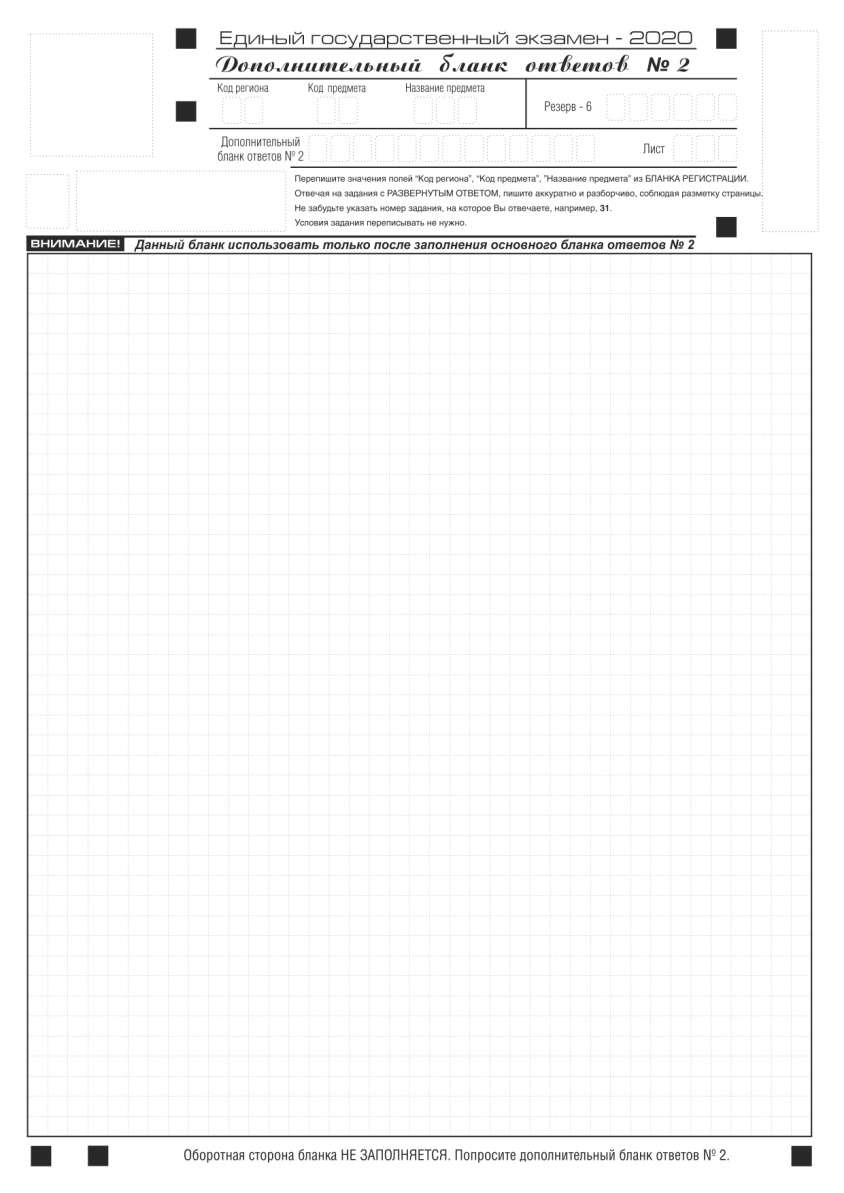 Единый государственный экзамен - 2020
Дополнительный бланк ответов № 2
Код региона Код предмета Название предмета
Резерв - 6
Дополнительный
бланк ответов № 2
Лист
Перепишите значения полей “Код региона”, “Код предмета”, ”Название предмета” из БЛАНКА РЕГИСТРАЦИИ.
Отвечая на задания с РАЗВЕРНУТЫМ ОТВЕТОМ, пишите аккуратно и разборчиво, соблюдая разметку страницы.
Не забудьте указать номер задания, на которое Вы отвечаете, например, 31.
Условия задания переписывать не нужно.
ВНИМАНИЕ! Данный бланк использовать только после заполнения основного бланка ответов № 2
Оборотная сторона бланка НЕ ЗАПОЛНЯЕТСЯ. Попросите дополнительный бланк ответов № 2.